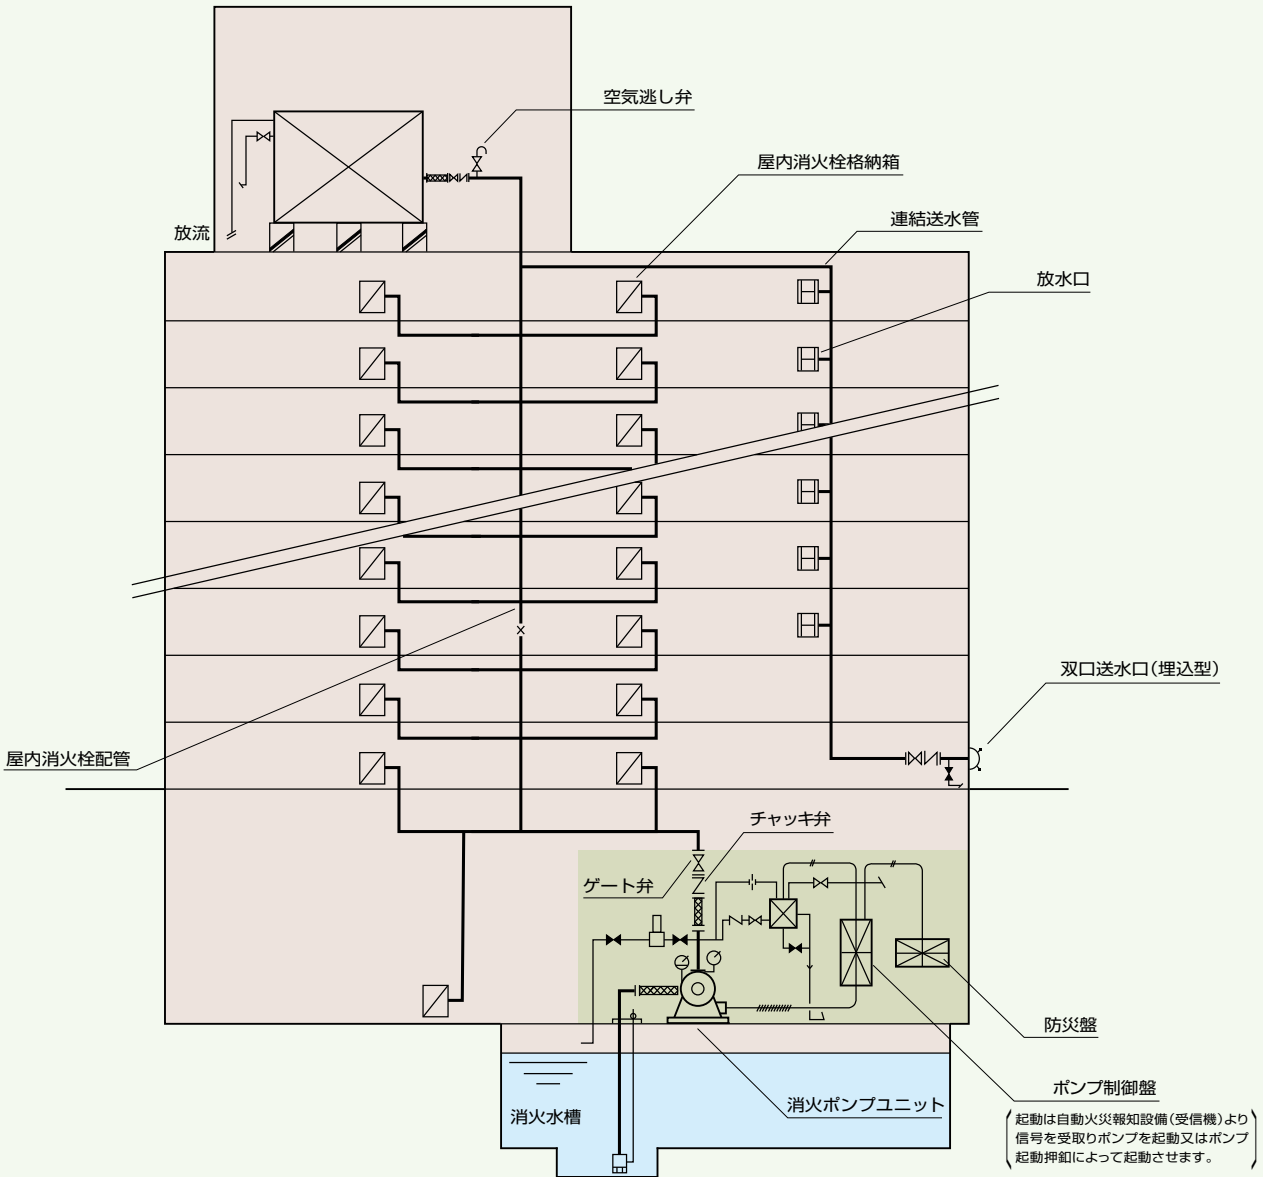 空気逃し弁
屋内消火栓格納箱
連結送水管
放流
放水口
双口送水口(埋込型)
屋内消火栓配管
チャッキ弁
ゲート弁
防災盤
ポンプ制御盤
消火ポンプユニット
消火水槽
起動は自動火災報知設備(受信機)より
信号を受取りポンプを起動又はポンプ
起動押釦によって起動させます。